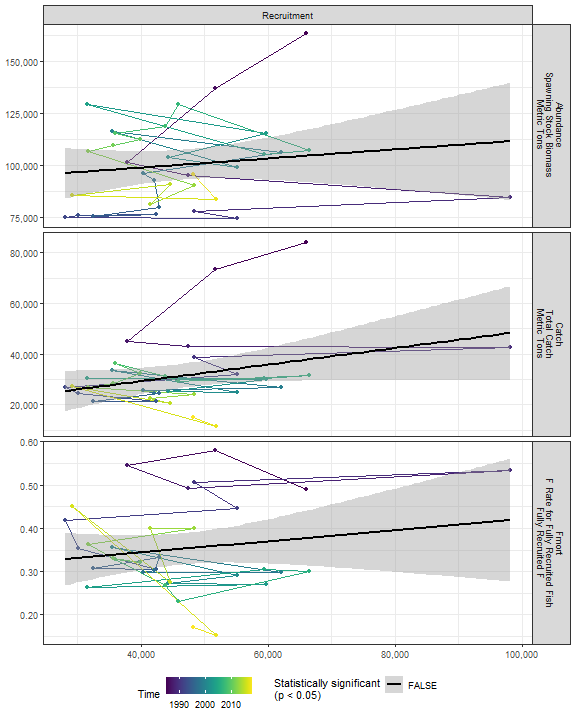 Recruitment
150,000
125,000
100,000
75,000
Abundance
Spawning Stock Biomass
Metric Tons
80,000
60,000
40,000
20,000
Catch
Total Catch
Metric Tons
0.60
0.50
0.40
0.30
0.20
Fmort
F Rate for Fully Recruited Fish
Fully Recruited F
40,000 60,000 80,000 100,000
Time
1990 2000 2010
Statistically significant
(p < 0.05)
FALSE